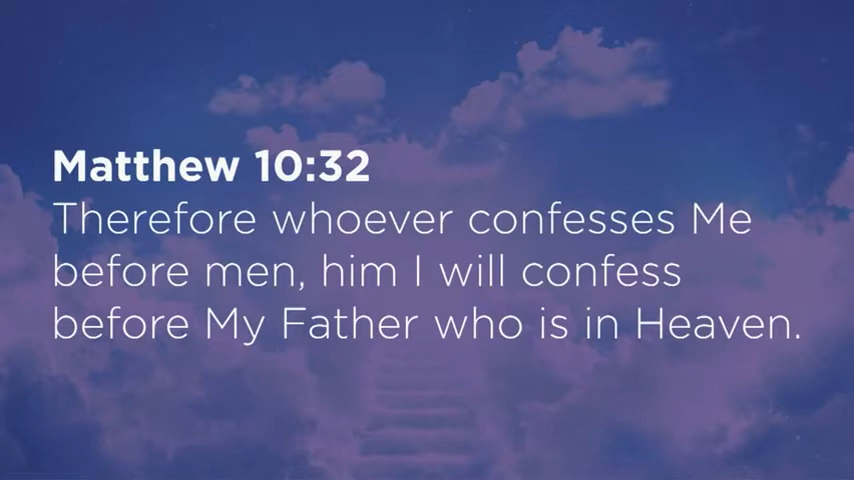 Matthew 10:32
Therefore whoever confesses Me
before men, him I will confess
before My Father who is in Heaven.